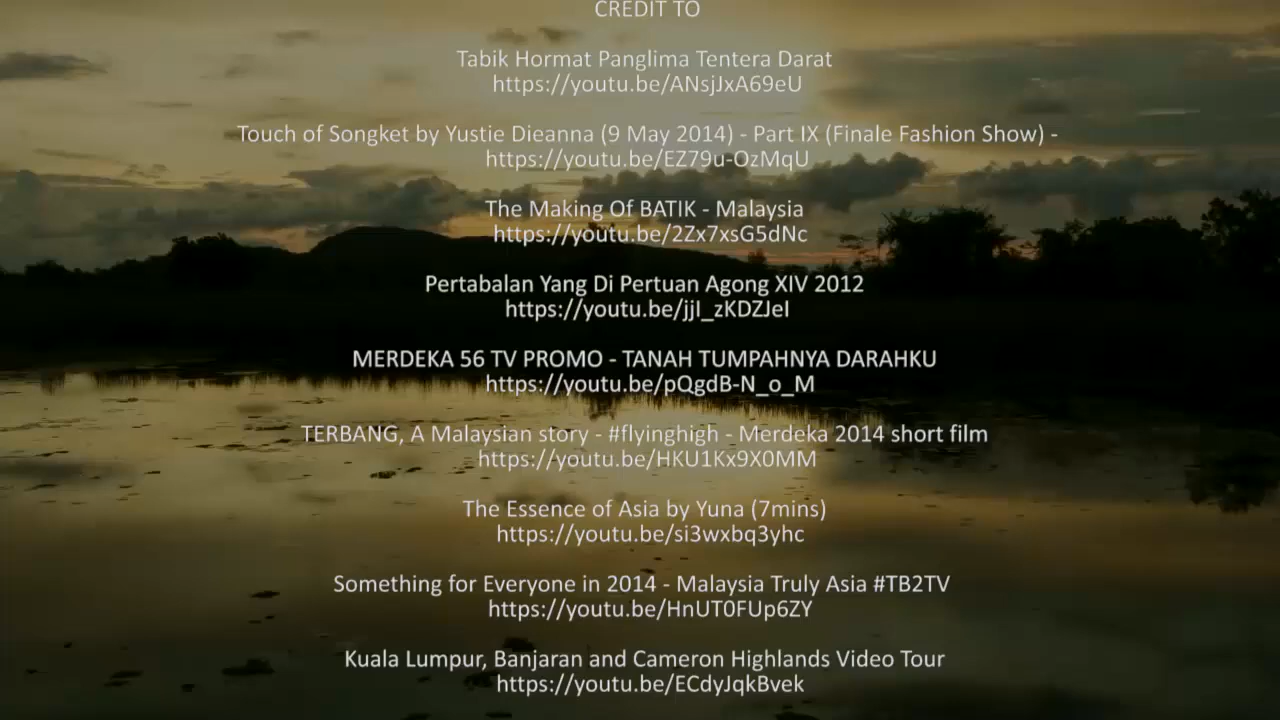 CREDIT TO
Tabik Hormat Panglima Tentera Darat
https://youtu.be/ANsjJxA69eU
Touch of Songket by Yustie Dieanna (9 May 2014) - Part IX (Finale Fashion Show) -
https://youtu.be/EZ79u-OzMqU
The Making Of BATIK - Malaysia
https://youtu.be/2Zx7xsG5dNc
Pertabalan Yang Di Pertuan Agong XIV 2012
https://youtu.be/jjI_zKDZJeI
MERDEKA 56 TV PROMO - TANAH TUMPAHNYA DARAHKU
https://youtu.be/pQgdB-N_o_M
TERBANG, A Malaysian story - #flyinghigh - Merdeka 2014 short film
https://youtu.be/HKU1Kx9X0MM
The Essence of Asia by Yuna (7mins)
https://youtu.be/si3wxbq3yhc
Something for Everyone in 2014 - Malaysia Truly Asia #TB2TV
https://youtu.be/HnUT0FUp6ZY
Kuala Lumpur, Banjaran and Cameron Highlands Video Tour
https://youtu.be/ECdyJqkBvek